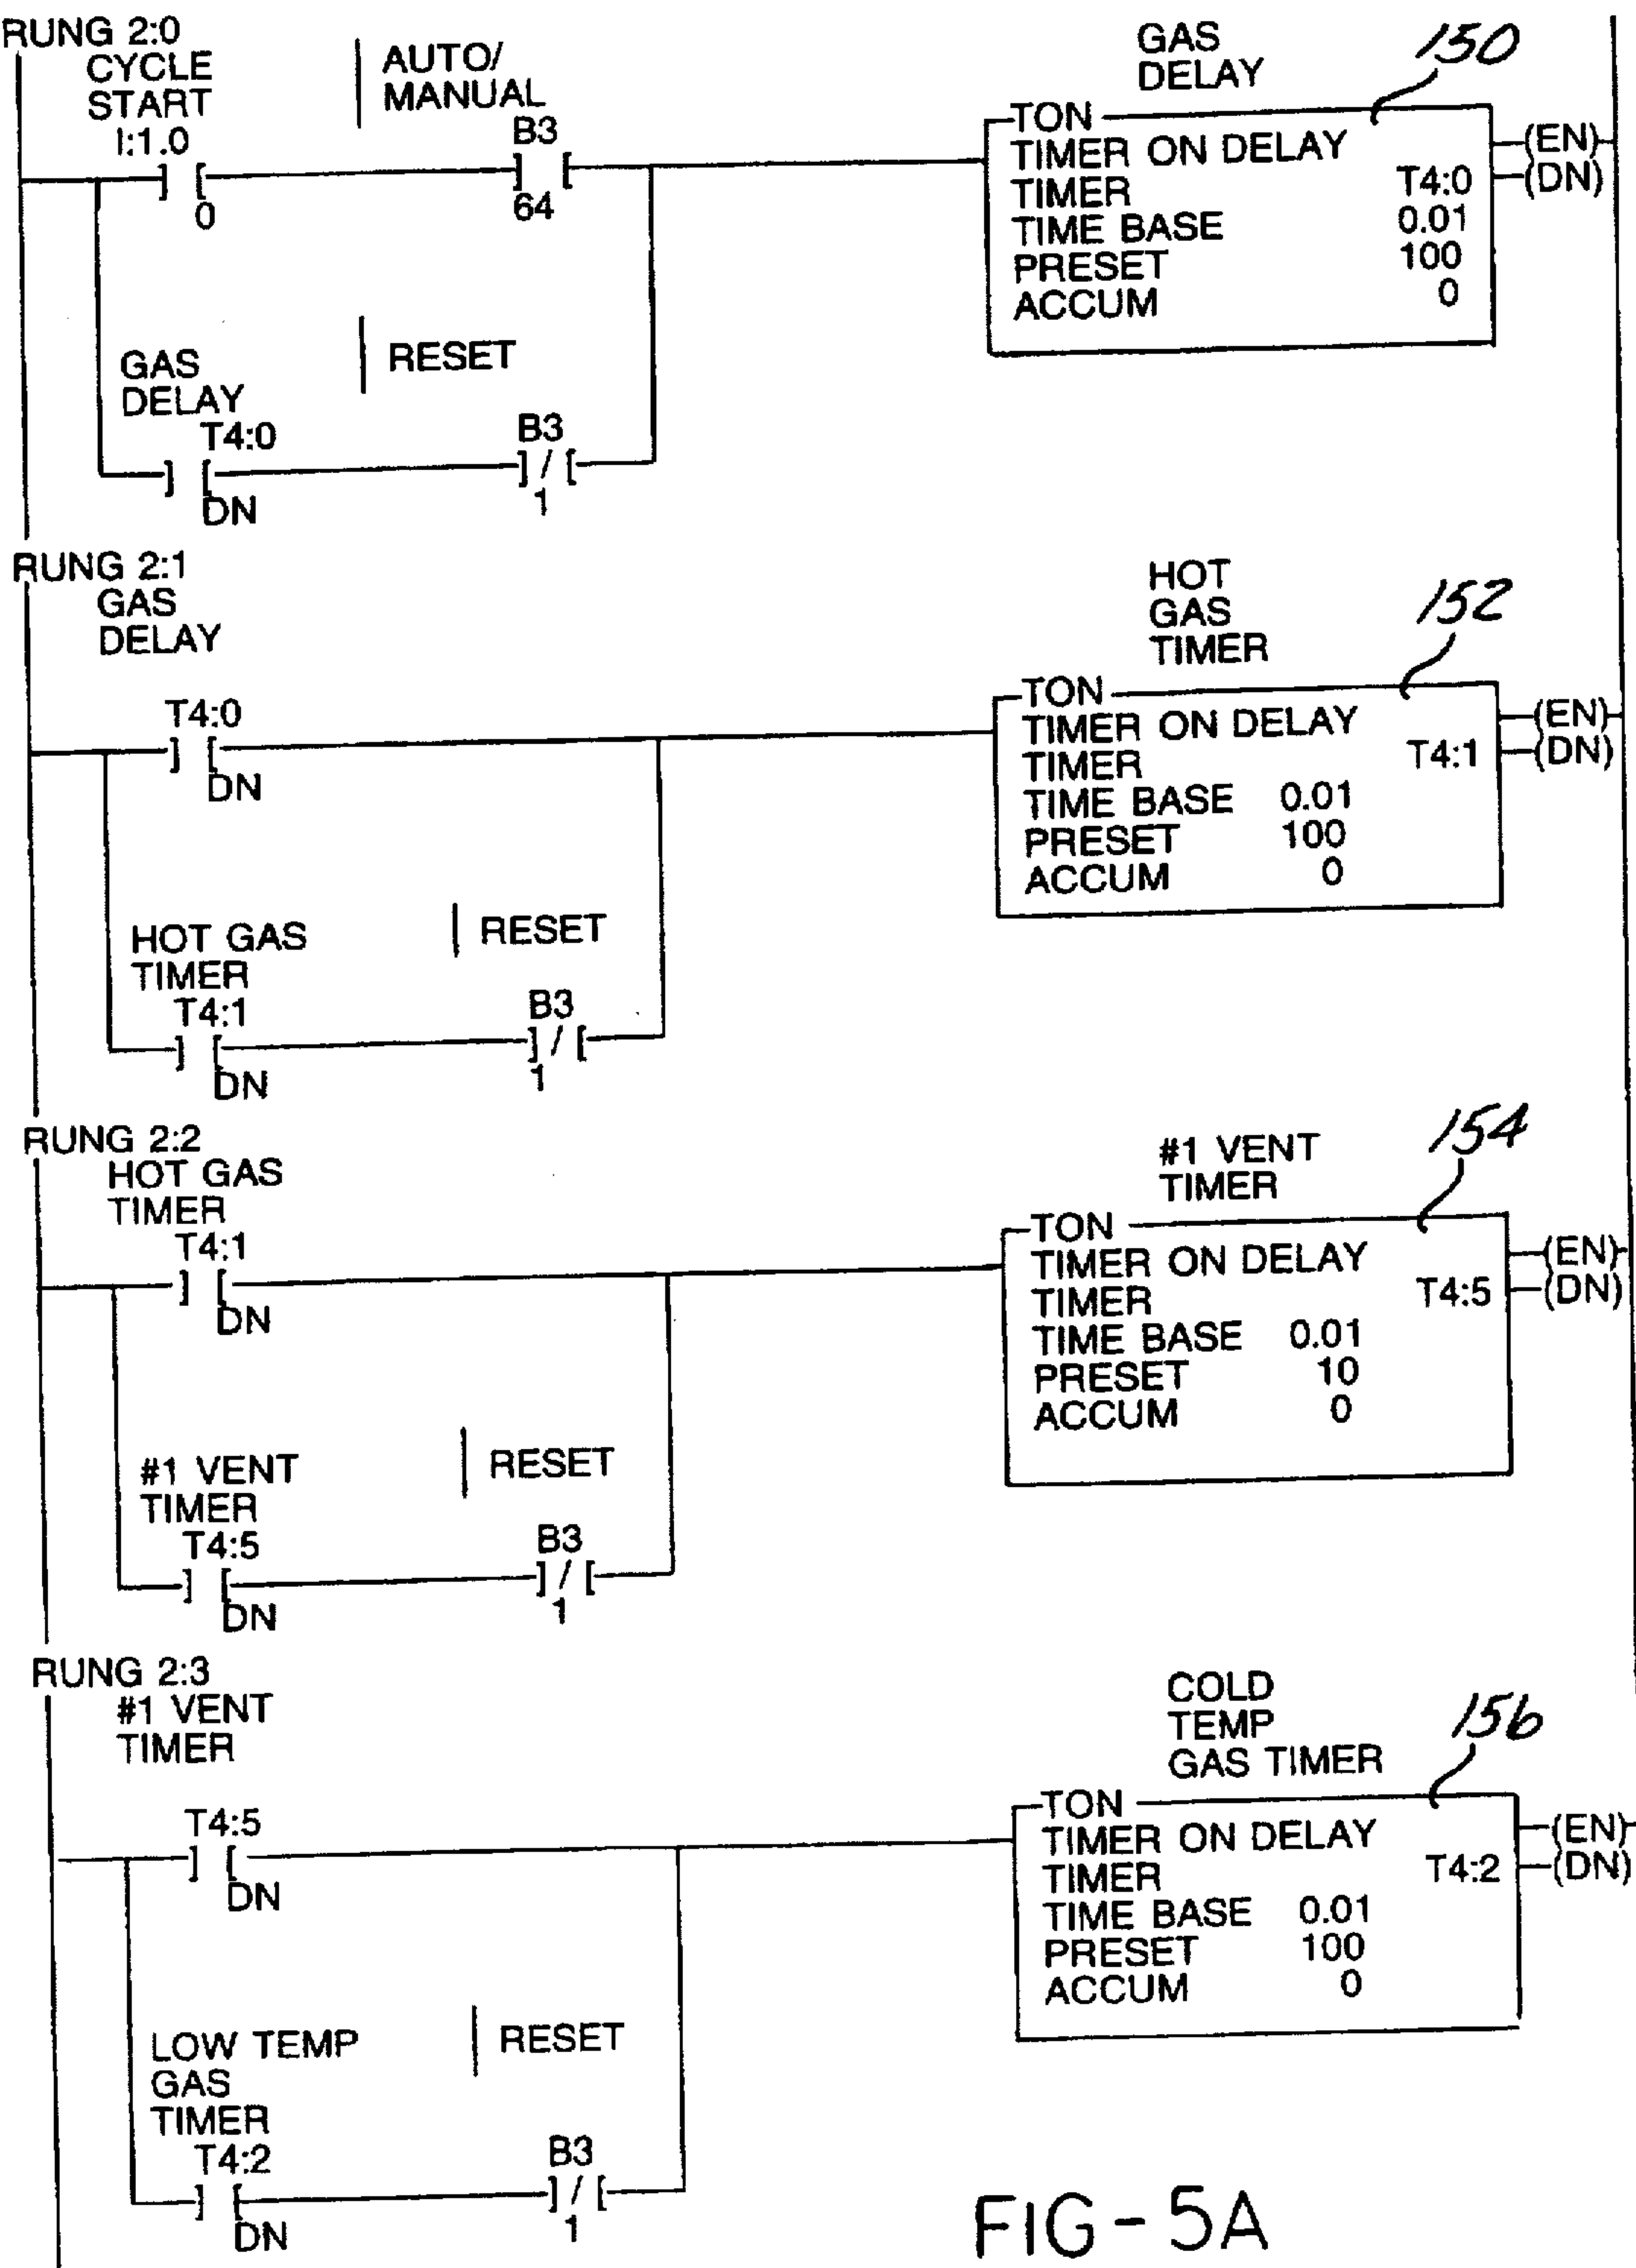 RUNG 2:0
CYCLE
START
I:1.0
] [
0
AUTO/
MANUAL
B3
] [
64
GAS
DELAY
150
TON
TIMER ON DELAY
TIMER T4:0
TIME BASE 0.01
PRESET 100
ACCUM 0
(EN)
(DN)
GAS
DELAY
T4:0
] [
DN
RESET
B3
] / [
1
RUNG 2:1
GAS
DELAY
T4:0
] [
DN
HOT
GAS
TIMER
152
TON
TIMER ON DELAY
TIMER T4:1
TIME BASE 0.01
PRESET 100
ACCUM 0
(EN)
(DN)
HOT GAS
TIMER
T4:1
] [
DN
RESET
B3
] / [
1
RUNG 2:2
HOT GAS
TIMER
T4:1
] [
DN
#1 VENT
TIMER
154
TON
TIMER ON DELAY
TIMER T4:5
TIME BASE 0.01
PRESET 10
ACCUM 0
(EN)
(DN)
#1 VENT
TIMER
T4:5
] [
DN
RESET
B3
] / [
1
RUNG 2:3
#1 VENT
TIMER
T4:5
] [
DN
COLD
TEMP
GAS TIMER
156
TON
TIMER ON DELAY
TIMER T4:2
TIME BASE 0.01
PRESET 100
ACCUM 0
(EN)
(DN)
LOW TEMP
GAS
TIMER
T4:2
] [
DN
RESET
B3
] / [
1
FIG-5A